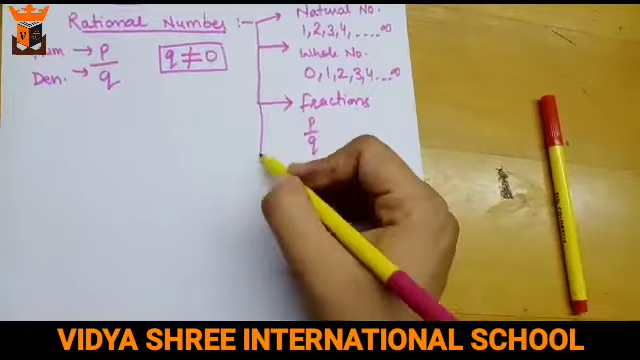 Rational Number :-
Num → p
Den. → q
q ≠ 0
Natural No.
1, 2, 3, 4, ..... ∞
Whole No.
0, 1, 2, 3, 4 ... ∞
Fractions
p
q
VIDYA SHREE INTERNATIONAL SCHOOL